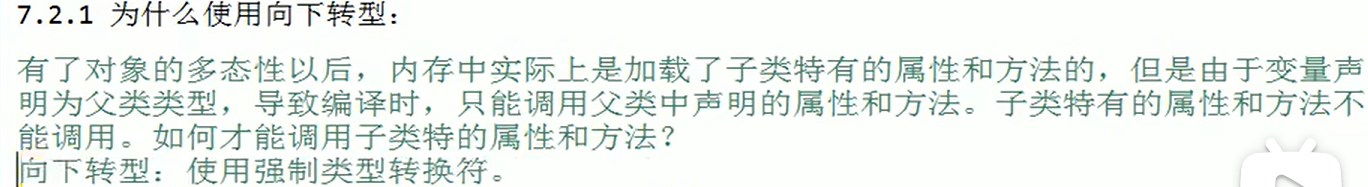 7.2.1 为什么使用向下转型：
有了对象的多态性以后，内存中实际上是加载了子类特有的属性和方法的，但是由于变量声
明为父类类型，导致编译时，只能调用父类中声明的属性和方法。子类特有的属性和方法不
能调用。如何才能调用子类特的属性和方法？
向下转型：使用强制类型转换符。